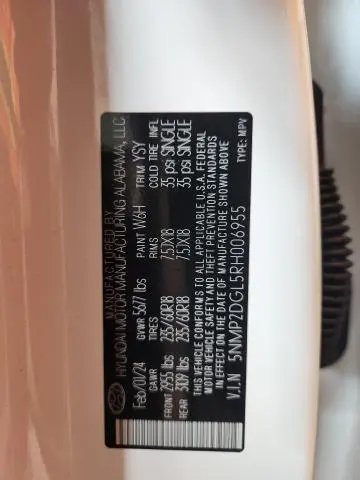 MANUFACTURED BY
HYUNDAI MOTOR MANUFACTURING ALABAMA, LLC
Feb/01/24 GVWR 5677 lbs PAINT W6H TRIM YSY
GAWR TIRES RIMS COLD TIRE INFL.
FRONT 2955 lbs 235/60R18 7.5JX18 35 psi SINGLE
REAR 3109 lbs 235/60R18 7.5JX18 35 psi SINGLE
THIS VEHICLE CONFORMS TO ALL APPLICABLE U.S.A. FEDERAL
MOTOR VEHICLE SAFETY AND THEFT PREVENTION STANDARDS
IN EFFECT ON THE DATE OF MANUFACTURE SHOWN ABOVE
V.I.N 5NMP2DGL5RH006955 TYPE: MPV